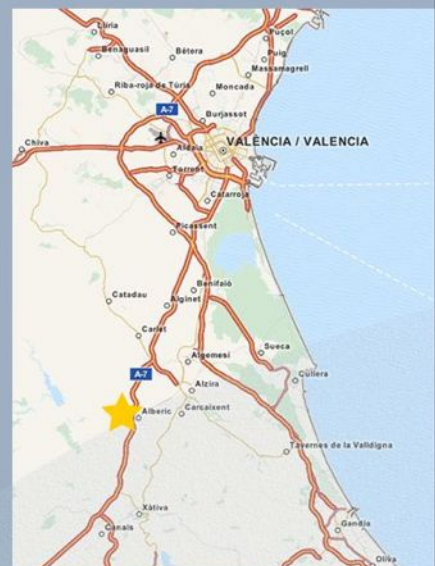 Llíria
Puçol
Benaguasil
Bétera
Puig
Massamagrell
Riba-roja de Túria
Moncada
A-7
Burjassot
VALÈNCIA / VALENCIA
Chiva
Aldaia
Torrent
Catarroja
Picassent
Benifaió
Catadau
Alginet
Carlet
Sueca
Algemesí
Cullera
A-7
Alzira
Alberic
Carcaixent
Tavernes de la Valldigna
Xàtiva
Gandia
Canals
Oliva